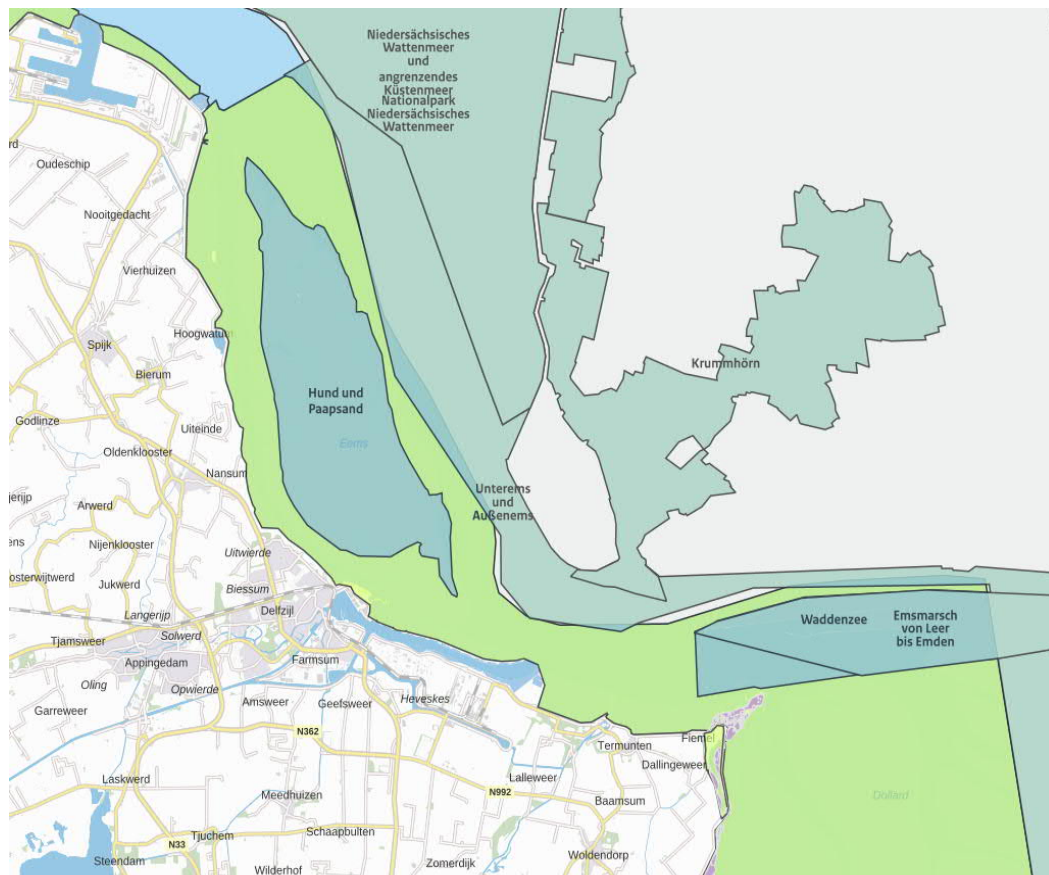 Niedersächsisches
Wattenmeer
und
angrenzendes
Küstenmeer
Nationalpark
Niedersächsisches
Wattenmeer
Oudeschip
Nooitgedacht
Vierhuizen
Hoogwatum
Spijk
Bierum
Krummhörn
Hund und
Paapsand
Godlinze
Uiteinde
Eems
Oldenklooster
Nansum
Unterems
und
Außenems
Arwerd
Nijenklooster
Uitwierde
Jukwerd
Biessum
Langerijp
Delfzijl
Waddenzee
Emsmarsch
von Leer
bis Emden
Tjamsweer
Solwerd
Appingedam
Farmsum
Oling
Opwierde
Heveskes
Garreweer
Amsweer
Geefsweer
N362
Termunten
Fiemel
Dallingeweer
Laskwerd
Lalleweer
Meedhuizen
N992
Baamsum
Dollard
Tjuchem
Schaapbulten
N33
Steendam
Wilderhof
Zomerdijk
Woldendorp